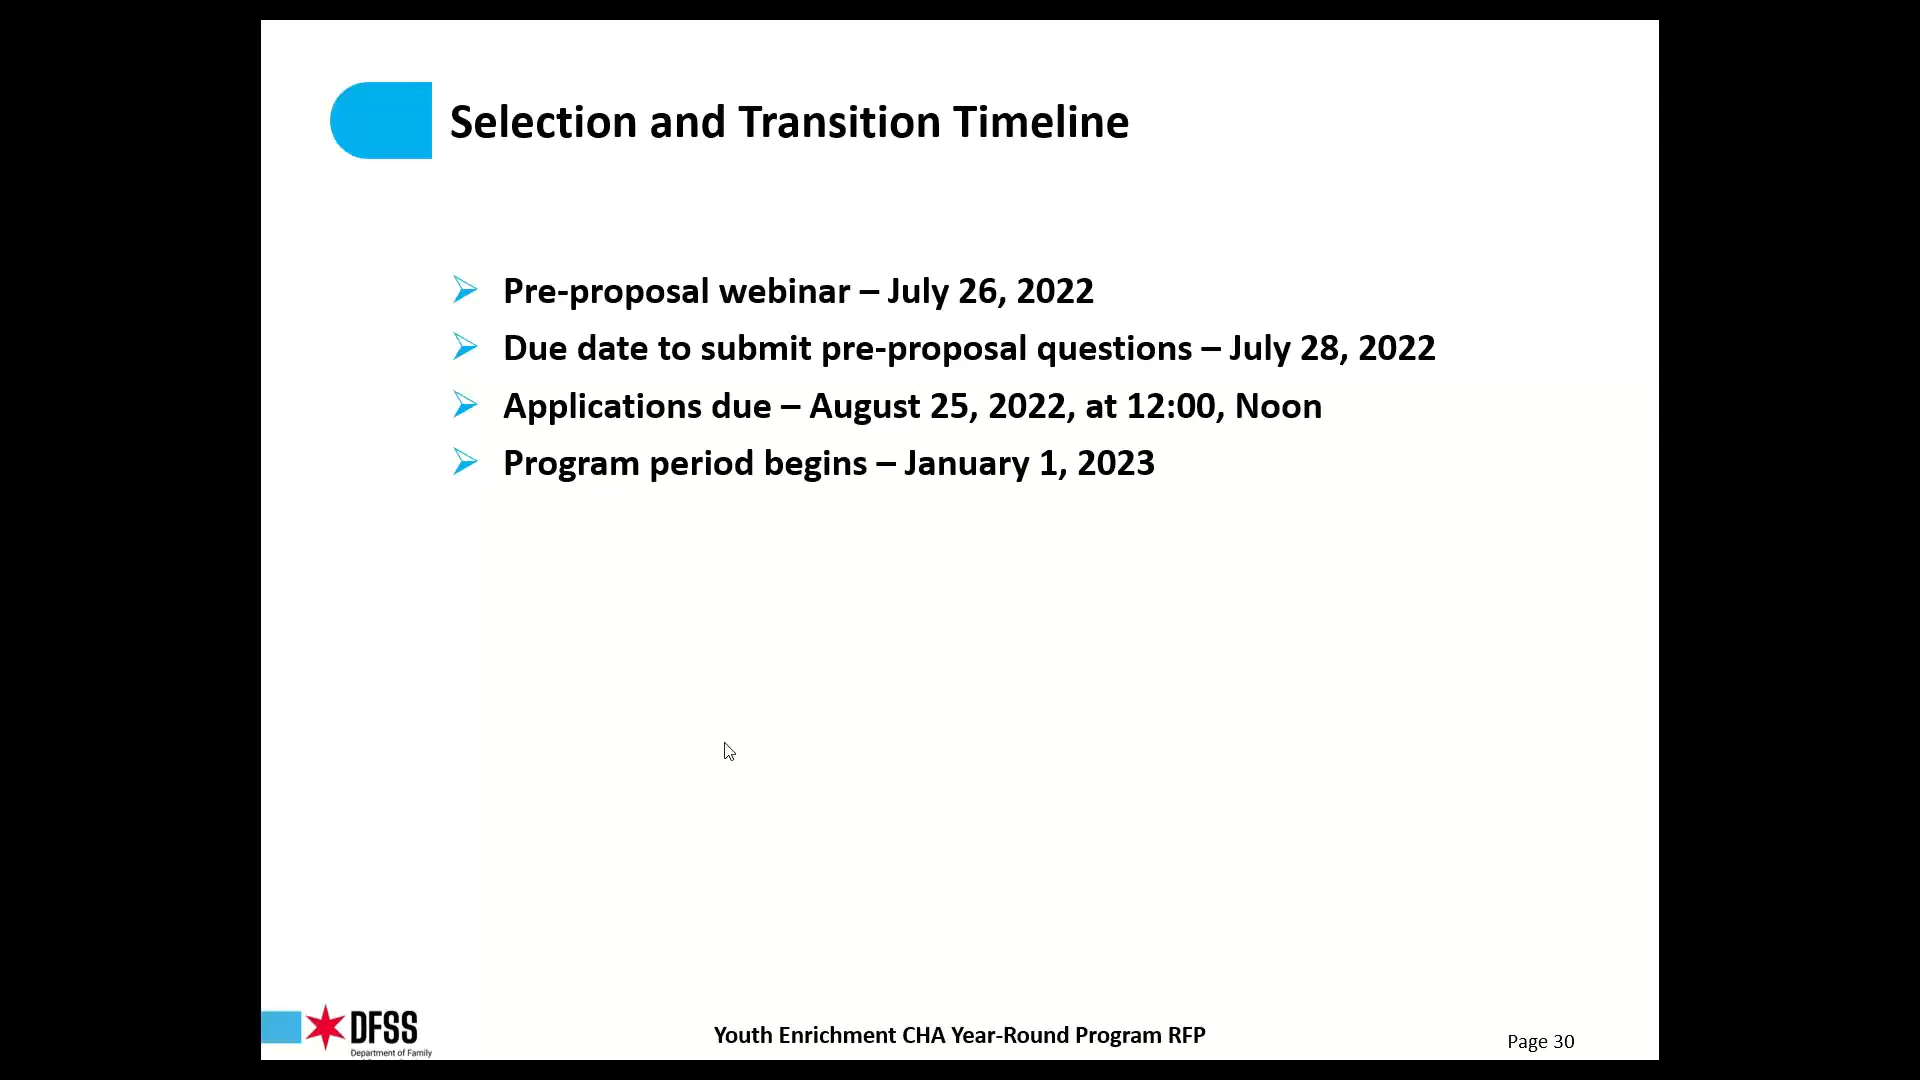 Selection and Transition Timeline
Pre-proposal webinar – July 26, 2022
Due date to submit pre-proposal questions – July 28, 2022
Applications due – August 25, 2022, at 12:00, Noon
Program period begins – January 1, 2023
DFSS
Department of Family
Youth Enrichment CHA Year-Round Program RFP
Page 30